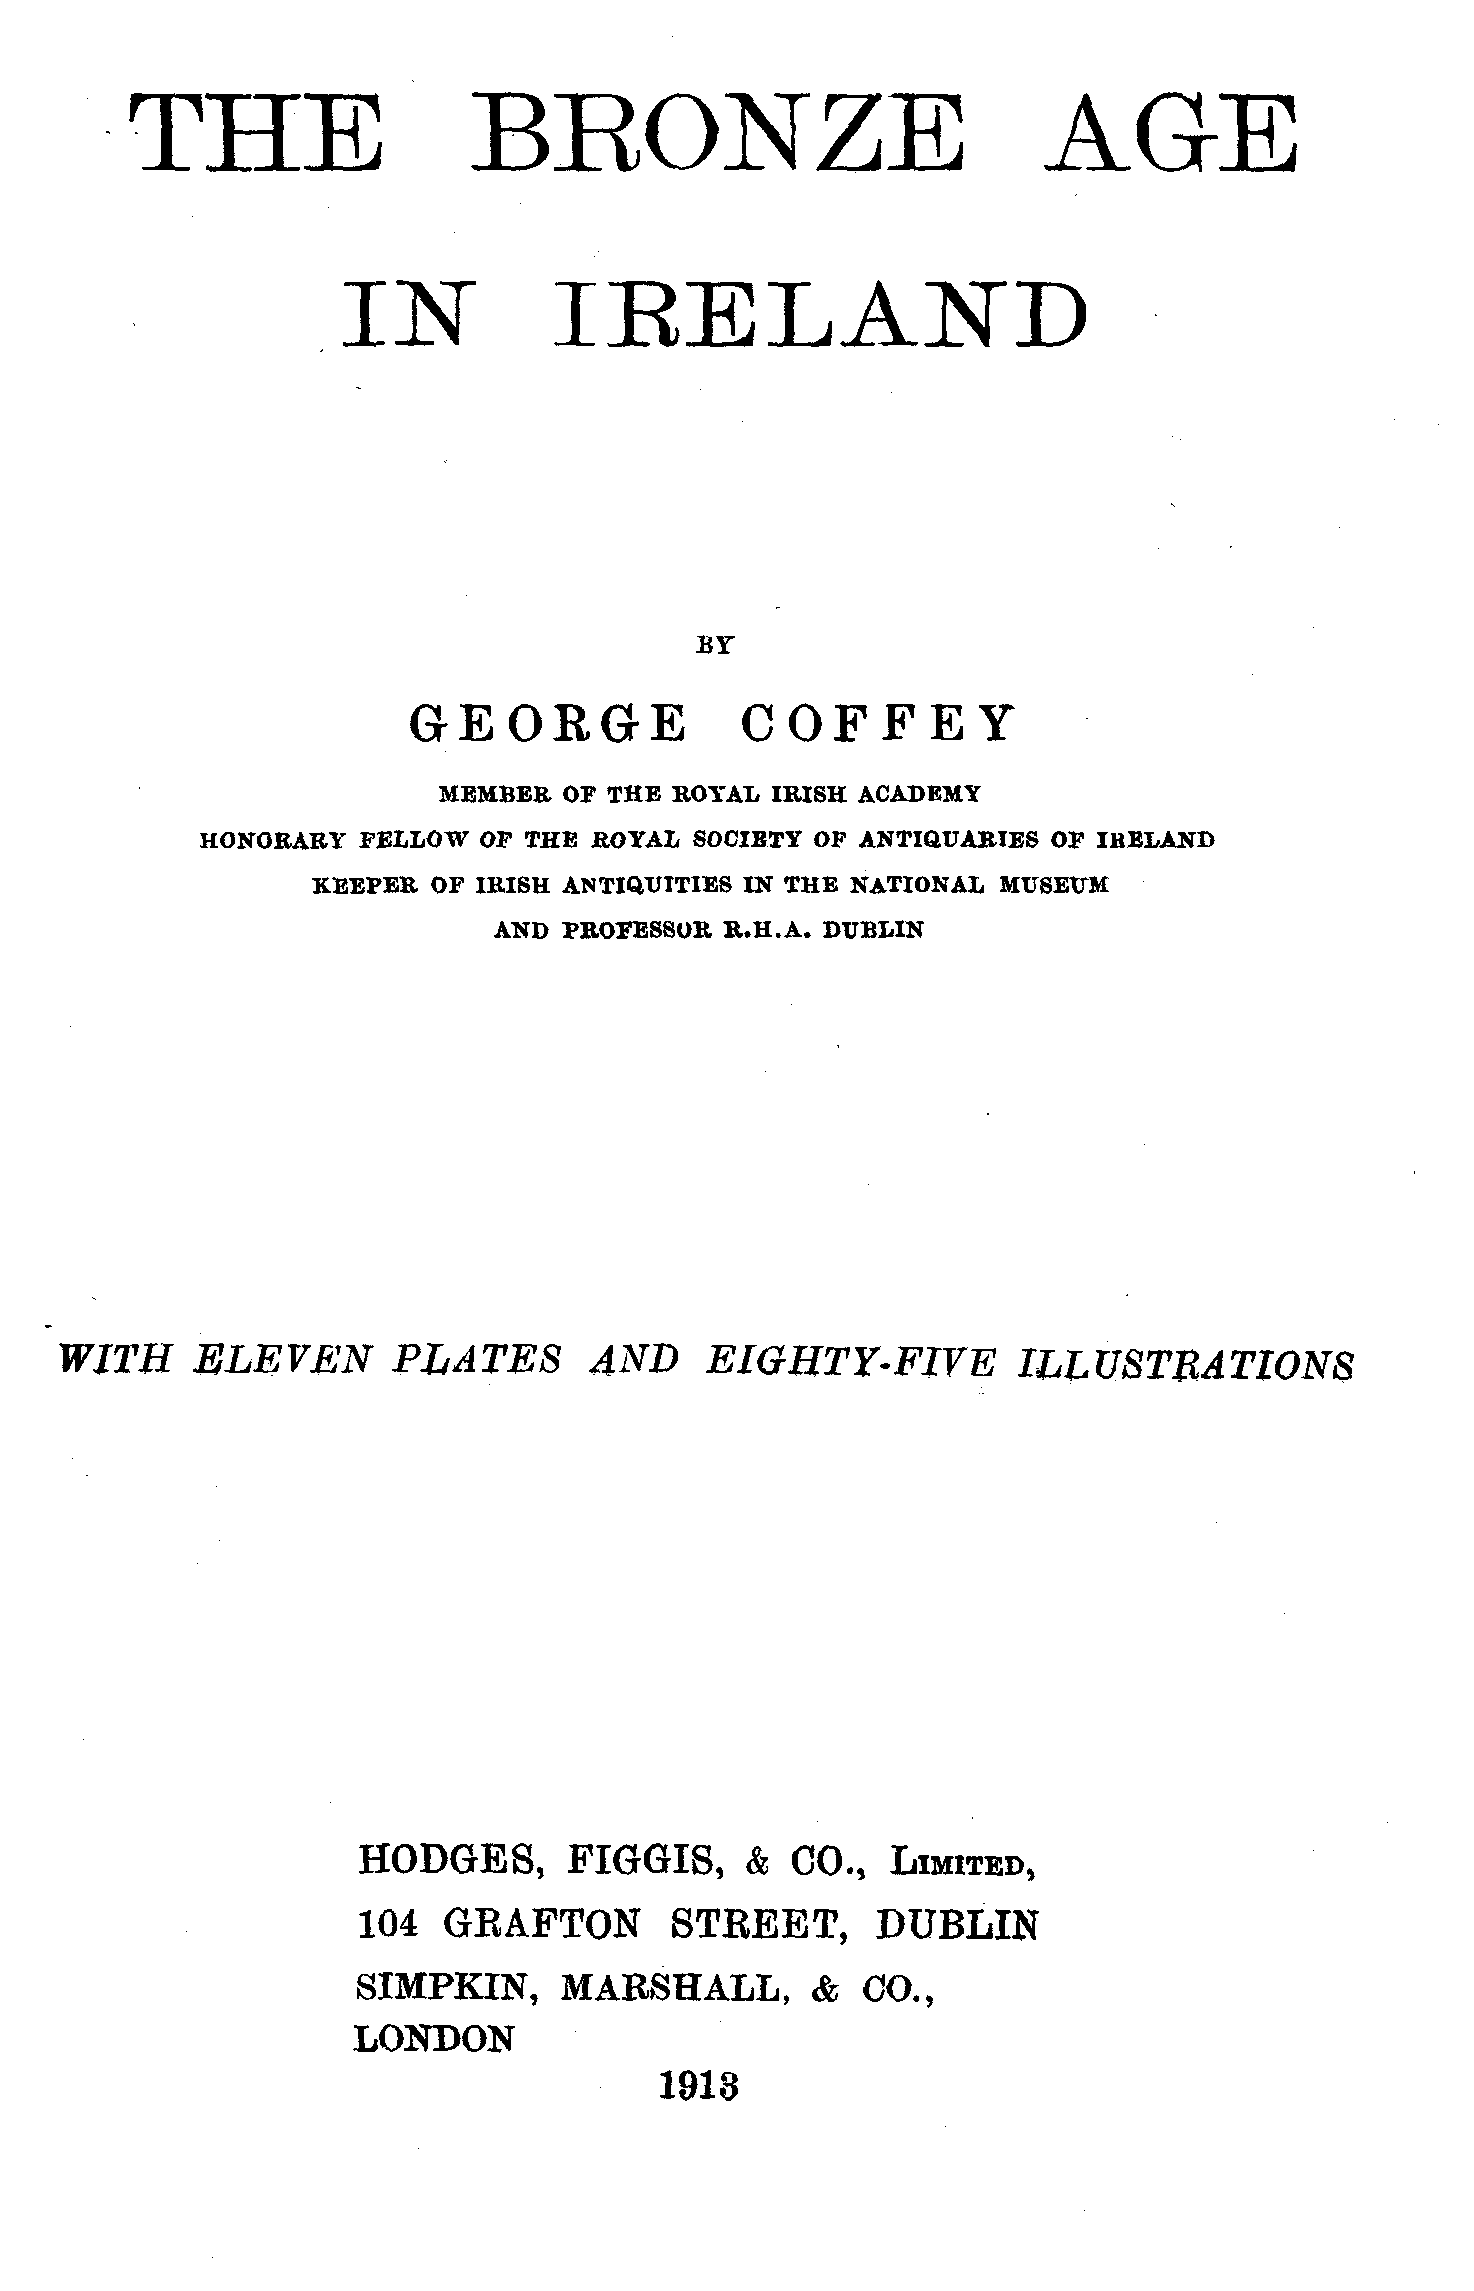 THE BRONZE AGE
IN IRELAND
BY
GEORGE COFFEY
MEMBER OF THE ROYAL IRISH ACADEMY
HONORARY FELLOW OF THE ROYAL SOCIETY OF ANTIQUARIES OF IRELAND
KEEPER OF IRISH ANTIQUITIES IN THE NATIONAL MUSEUM
AND PROFESSOR R.H.A. DUBLIN
WITH ELEVEN PLATES AND EIGHTY-FIVE ILLUSTRATIONS
HODGES, FIGGIS, & CO., LIMITED,
104 GRAFTON STREET, DUBLIN
SIMPKIN, MARSHALL, & CO.,
LONDON
1913